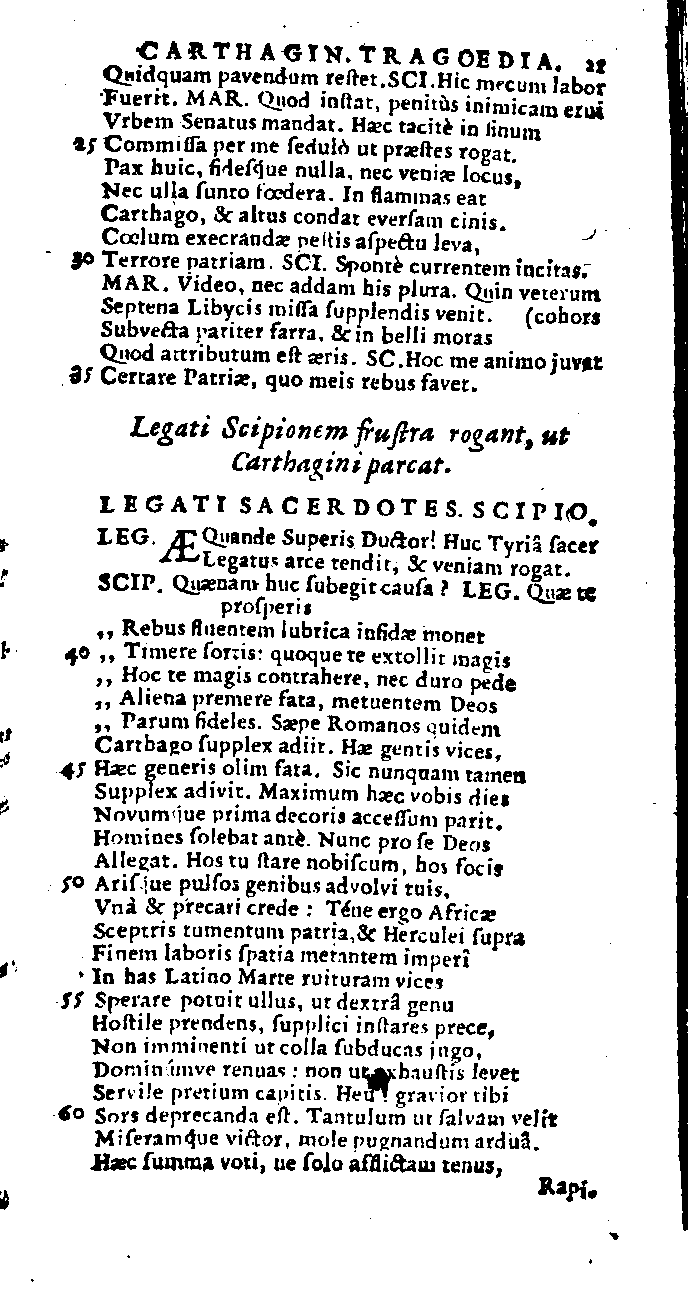 CARTHAGIN. TRAGOEDIA. 21
Quidquam pavendum reſtet. SCI. Hic mecum labor
Fuerit. MAR. Quod inſtat, penitùs inimicam erui
Vrbem Senatus mandat. Hæc tacitè in ſinum
25 Commiſſa per me ſedulò ut præſtes rogat.
Pax huic, fideſque nulla, nec veniæ locus,
Nec ulla ſunto fœdera. In flammas eat
Carthago, & altus condat everſam cinis.
Cœlum execrandæ peſtis aſpectu leva,
30 Terrore patriam. SCI. Spontè currentem incitas.
MAR. Video, nec addam his plura. Quin veterum
Septena Libycis miſſa ſupplendis venit. (cohors
Subvecta pariter farra, & in belli moras
Quod attributum eſt æris. SC. Hoc me animo juvat
35 Certare Patriæ, quo meis rebus favet.
Legati Scipionem fruſtra rogant, ut
Carthagini parcat.
LEGATI SACERDOTES. SCIPIO.
LEG. ÆQuande Superis Ductor! Huc Tyriâ ſacer
Legatus arce tendit, & veniam rogat.
SCIP. Quænam huc ſubegit cauſa? LEG. Quæ te
proſperis
,, Rebus fluentem lubrica infidæ monet
40 ,, Timere ſortis: quoque te extollit magis
,, Hoc te magis contrahere, nec duro pede
,, Aliena premere fata, metuentem Deos
,, Parum fideles. Sæpe Romanos quidem
Carthago ſupplex adiit. Hæ gentis vices,
45 Hæc generis olim fata. Sic nunquam tamen
Supplex adivit. Maximum hæc vobis dies
Novumque prima decoris acceſſum parit.
Homines ſolebat antè. Nunc pro ſe Deos
Allegat. Hos tu ſtare nobiſcum, hos focis
50 Ariſque pulſos genibus advolvi tuis,
Vnà & precari crede: Téne ergo Africæ
Sceptris tumentum patria, & Herculei ſupra
Finem laboris ſpatia metantem imperî
In has Latino Marte ruituram vices
55 Sperare potuit ullus, ut dextrâ genu
Hoſtile prendens, ſupplici inſtares prece,
Non imminenti ut colla ſubducas jugo,
Dominúmve renuas: non ut exhauſtis levet
Servile pretium capitis. Heu! gravior tibi
60 Sors deprecanda eſt. Tantulum ut ſalvam velit
Miſeramque victor, mole pugnandum arduâ.
Hæc ſumma voti, ne ſolo afflictam tenus,
Rapi.